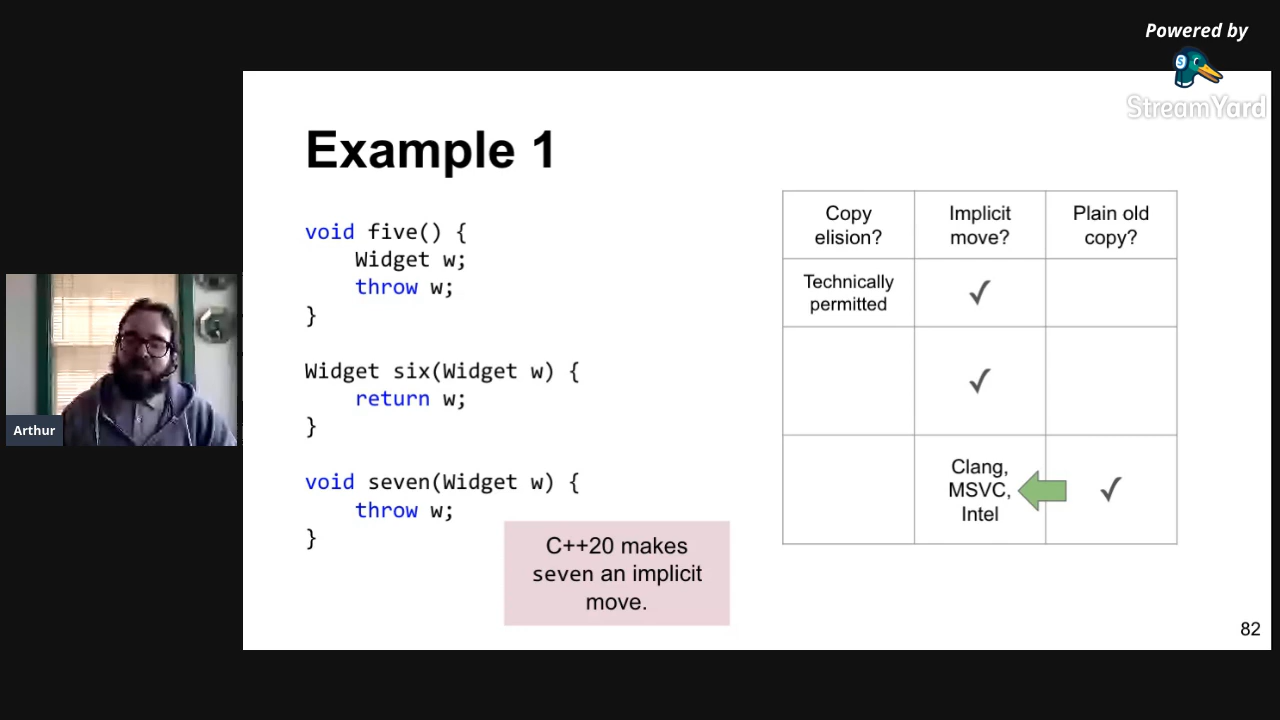 Powered by
StreamYard
Example 1
void five() {
    Widget w;
    throw w;
}
Widget six(Widget w) {
    return w;
}
void seven(Widget w) {
    throw w;
}
C++20 makes
seven an implicit
move.
Copy
elision?
Implicit
move?
Plain old
copy?
Technically
permitted
✓
✓
Clang,
MSVC,
Intel
✓
Arthur
82